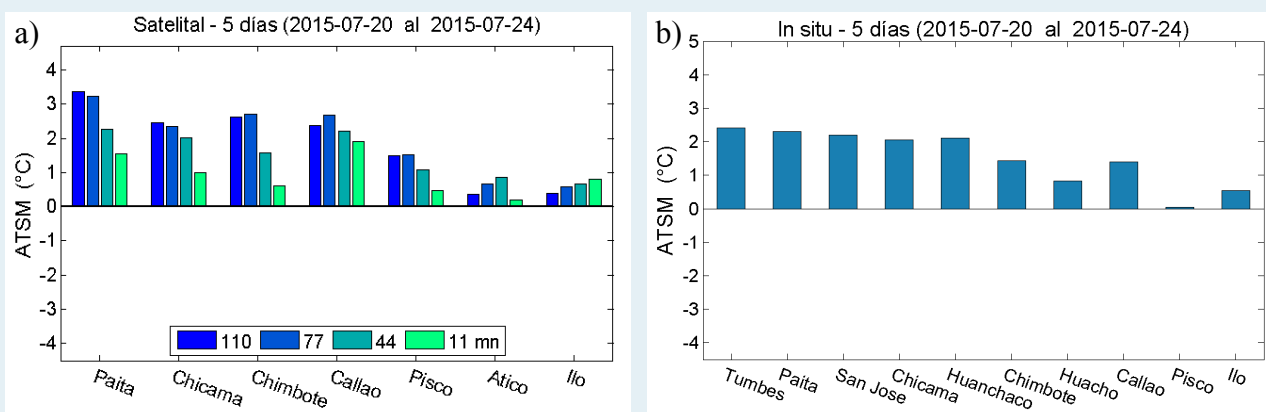 a)
Satelital - 5 días (2015-07-20 al 2015-07-24)
ATSM (°C)
4
3
2
1
0
-1
-2
-3
-4
110 77 44 11 mn
Paita Chicama Chimbote Callao Pisco Atico Ilo
b)
In situ - 5 días (2015-07-20 al 2015-07-24)
ATSM (°C)
5
4
3
2
1
0
-1
-2
-3
-4
Tumbes Paita San Jose Chicama Huanchaco Chimbote Huacho Callao Pisco Ilo